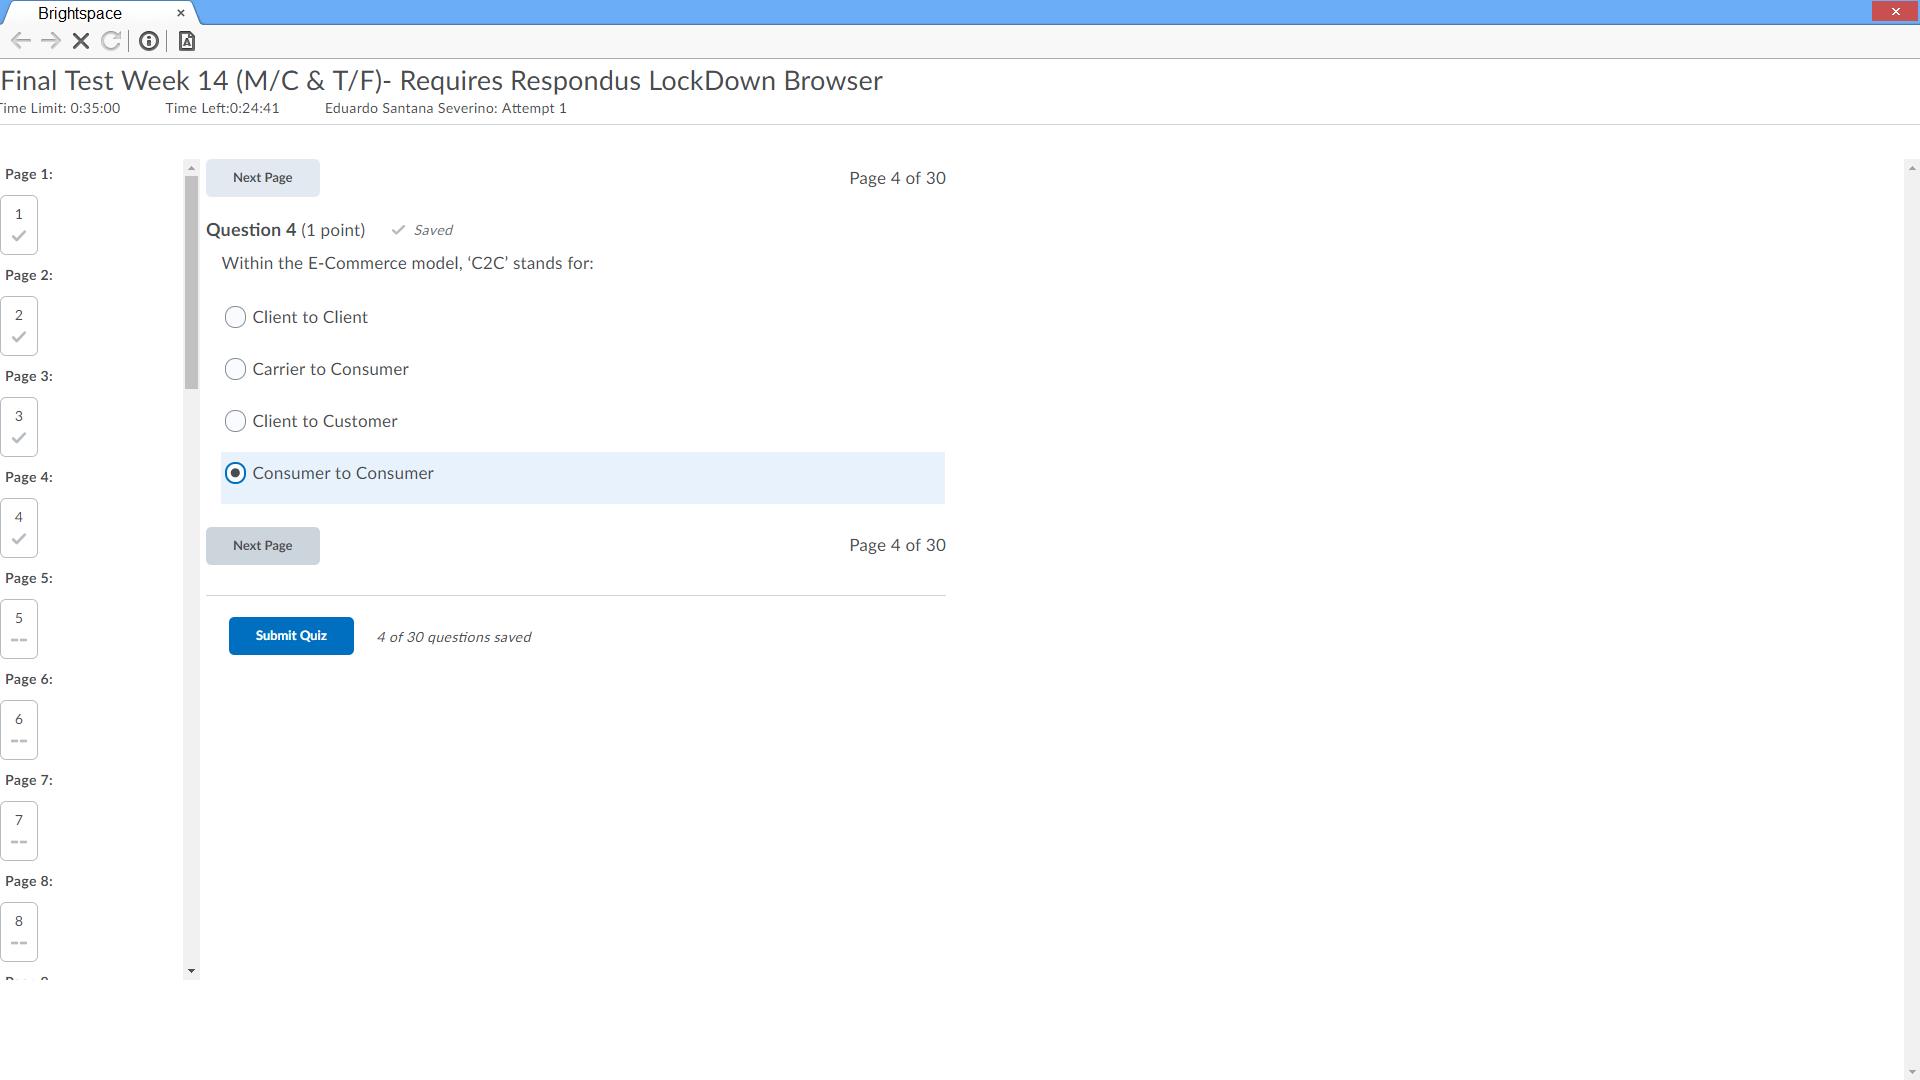 Brightspace
Final Test Week 14 (M/C & T/F)- Requires Respondus LockDown Browser
Time Limit: 0:35:00 Time Left:0:24:41 Eduardo Santana Severino: Attempt 1
Page 1:
1
Page 2:
2
Page 3:
3
Page 4:
4
Page 5:
5
--
Page 6:
6
--
Page 7:
7
--
Page 8:
8
--
Next Page Page 4 of 30
Question 4 (1 point) Saved
Within the E-Commerce model, ‘C2C’ stands for:
Client to Client
Carrier to Consumer
Client to Customer
Consumer to Consumer
Next Page Page 4 of 30
Submit Quiz 4 of 30 questions saved